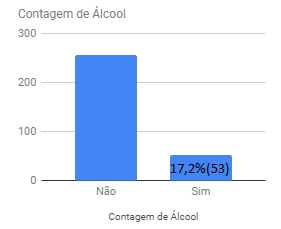 Contagem de Álcool
300
200
100
0
17,2%(53)
Não Sim
Contagem de Álcool